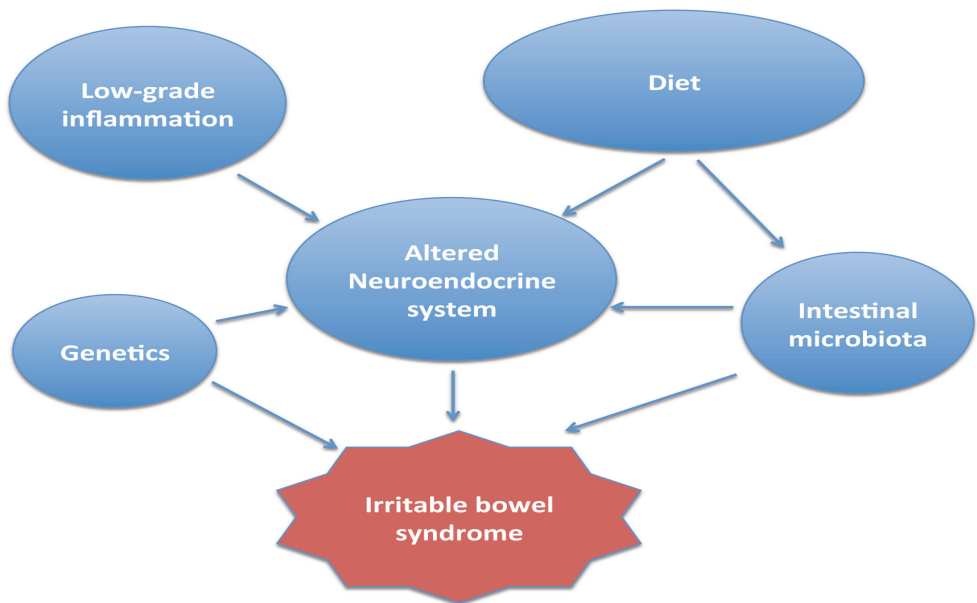 Low-grade
inflammation
Diet
Altered
Neuroendocrine
system
Intestinal
microbiota
Genetics
Irritable bowel
syndrome